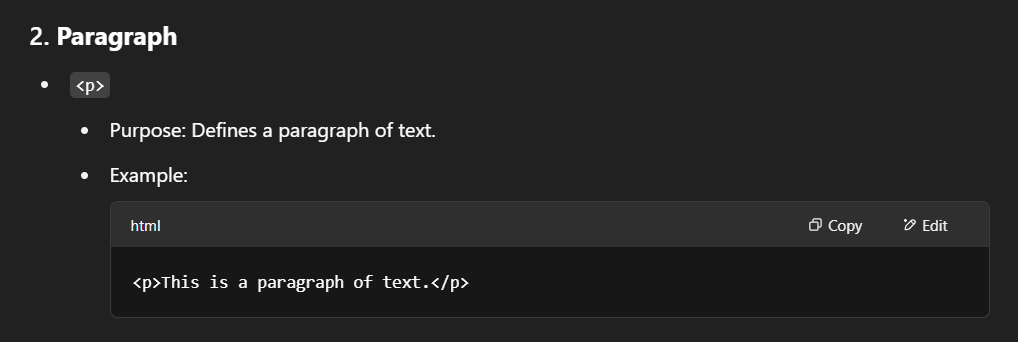 2. Paragraph
<p>
Purpose: Defines a paragraph of text.
Example:
html Copy Edit
<p>This is a paragraph of text.</p>